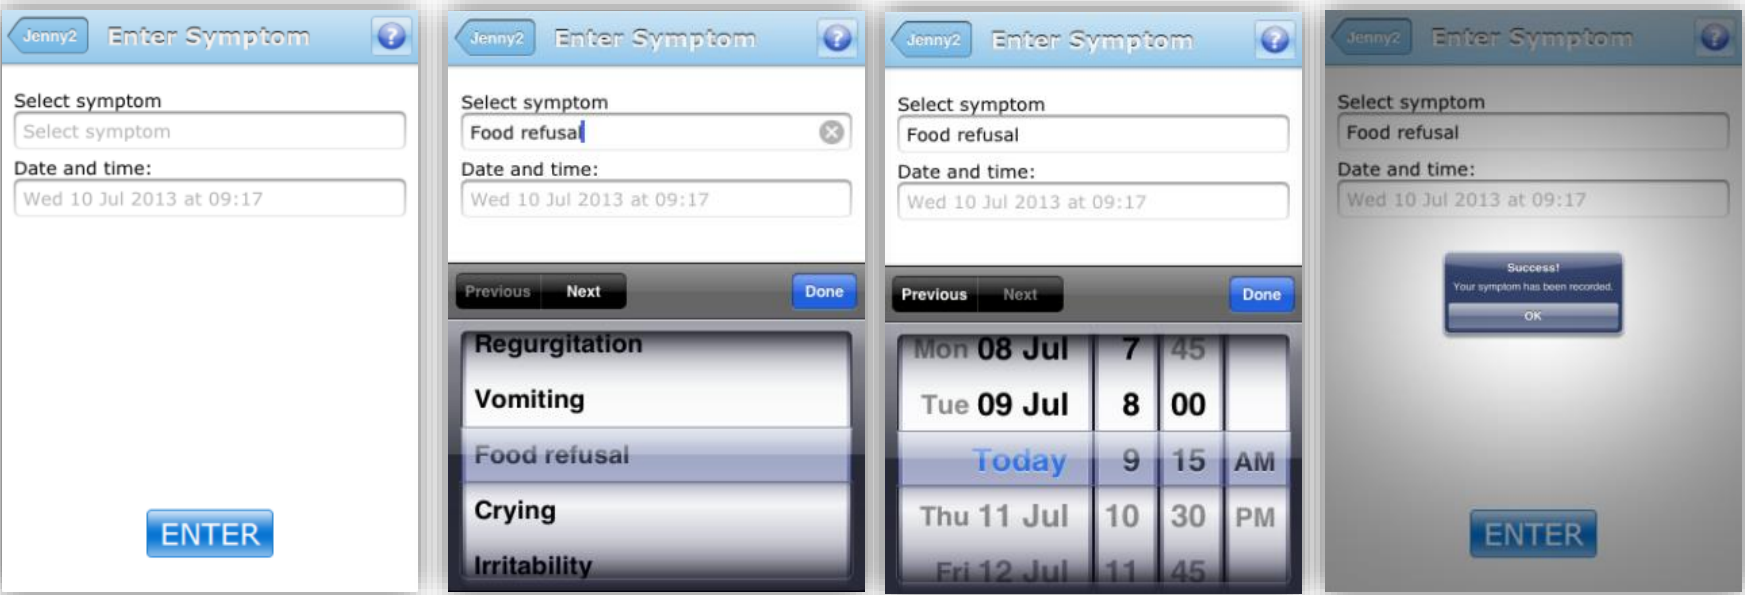 Jenny2 Enter Symptom ?
Select symptom
Select symptom
Date and time:
Wed 10 Jul 2013 at 09:17
ENTER
Jenny2 Enter Symptom ?
Select symptom
Food refusal
Date and time:
Wed 10 Jul 2013 at 09:17
Previous Next Done
Regurgitation
Vomiting
Food refusal
Crying
Irritability
Jenny2 Enter Symptom ?
Select symptom
Food refusal
Date and time:
Wed 10 Jul 2013 at 09:17
Previous Next Done
Mon 08 Jul 7 45
Tue 09 Jul 8 00
Today 9 15 AM
Thu 11 Jul 10 30 PM
Fri 12 Jul 11 45
Jenny2 Enter Symptom ?
Select symptom
Food refusal
Date and time:
Wed 10 Jul 2013 at 09:17
Success!
Your symptom has been recorded.
OK
ENTER